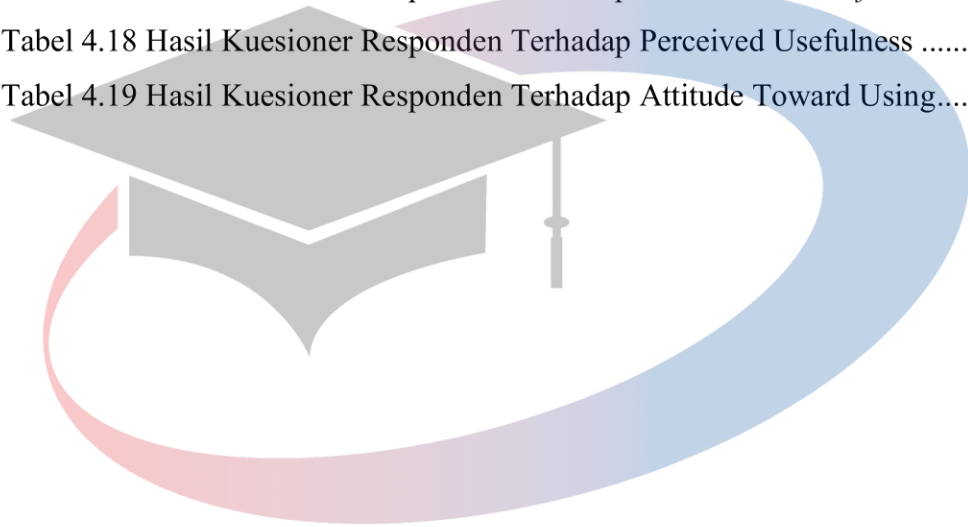 Tabel 4.18 Hasil Kuesioner Responden Terhadap Perceived Usefulness ......
Tabel 4.19 Hasil Kuesioner Responden Terhadap Attitude Toward Using....